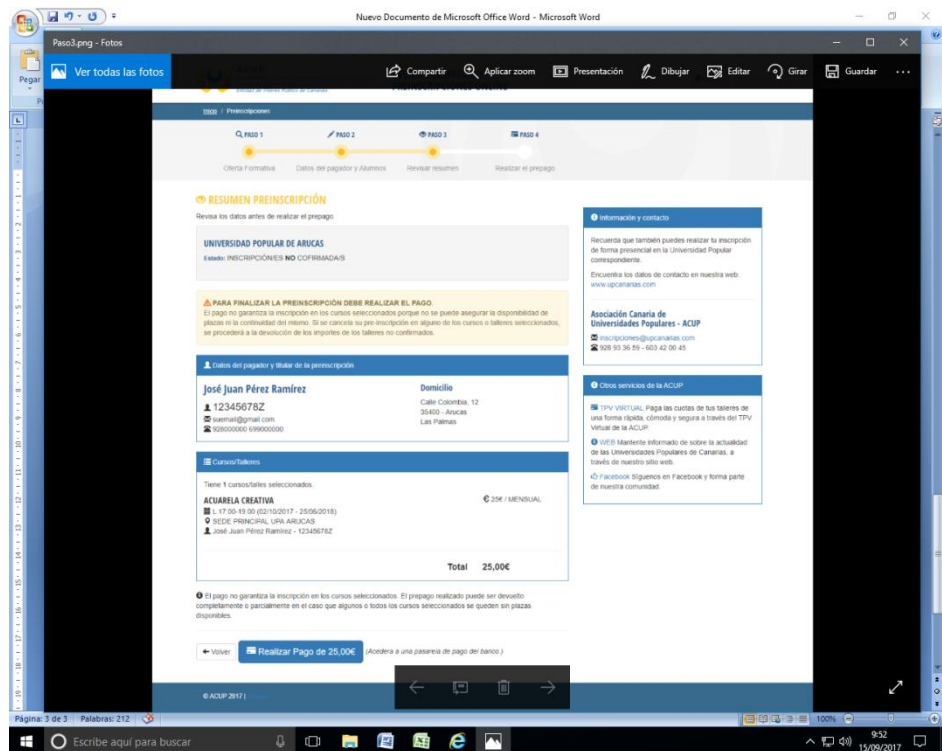 Nuevo Documento de Microsoft Office Word - Microsoft Word
Paso3.png - Fotos
Pegar
Ver todas las fotos
Compartir
Aplicar zoom
Presentación
Dibujar
Editar
Girar
Guardar
Inicio / Preinscripciones
PASO 1
PASO 2
PASO 3
PASO 4
Oferta Formativa
Datos del pagador y Alumnos
Revisar resumen
Realizar el prepago
RESUMEN PREINSCRIPCIÓN
Revisa los datos antes de realizar el prepago.
UNIVERSIDAD POPULAR DE ARUCAS
Estado: INSCRIPCIÓN/ES NO COFIRMADA/S
PARA FINALIZAR LA PREINSCRIPCIÓN DEBE REALIZAR EL PAGO.
El pago no garantiza la inscripción en los cursos seleccionados porque no se puede asegurar la disponibilidad de
plazas ni la continuidad del mismo. Si se cancela su pre-inscripción en alguno de los cursos o talleres seleccionados,
se procederá a la devolución de los importes de los talleres no confirmados.
Datos del pagador y titular de la preinscripción
José Juan Pérez Ramírez
12345678Z
suemail@gmail.com
928000000 699000000
Domicilio
Calle Colombia, 12
35400 - Arucas
Las Palmas
Cursos/Talleres
Tiene 1 cursos/talles seleccionados.
ACUARELA CREATIVA
€ 25€ / MENSUAL
L 17:00-19:00 (02/10/2017 - 25/06/2018)
SEDE PRINCIPAL UPA ARUCAS
José Juan Pérez Ramírez - 12345678Z
Total 25,00€
El pago no garantiza la inscripción en los cursos seleccionados. El prepago realizado puede ser devuelto
completamente o parcialmente en el caso que algunos o todos los cursos seleccionados se queden sin plazas
disponibles.
Volver
Realizar Pago de 25,00€
(Accederá a una pasarela de pago del banco.)
Información y contacto
Recuerda que también puedes realizar tu inscripción
de forma presencial en la Universidad Popular
correspondiente.
Encuentra los datos de contacto en nuestra web:
www.upcanarias.com
Asociación Canaria de
Universidades Populares - ACUP
inscripciones@upcanarias.com
928 93 36 59 - 603 42 00 45
Otros servicios de la ACUP
TPV VIRTUAL Paga las cuotas de tus talleres de
una forma rápida, cómoda y segura a través del TPV
Virtual de la ACUP.
WEB Mantente informado de sobre la actualidad
de las Universidades Populares de Canarias, a
través de nuestro sitio web.
Facebook Síguenos en Facebook y forma parte
de nuestra comunidad.
© ACUP 2017 |
Página: 3 de 3
Palabras: 212
100%
Escribe aquí para buscar
9:52
15/09/2017